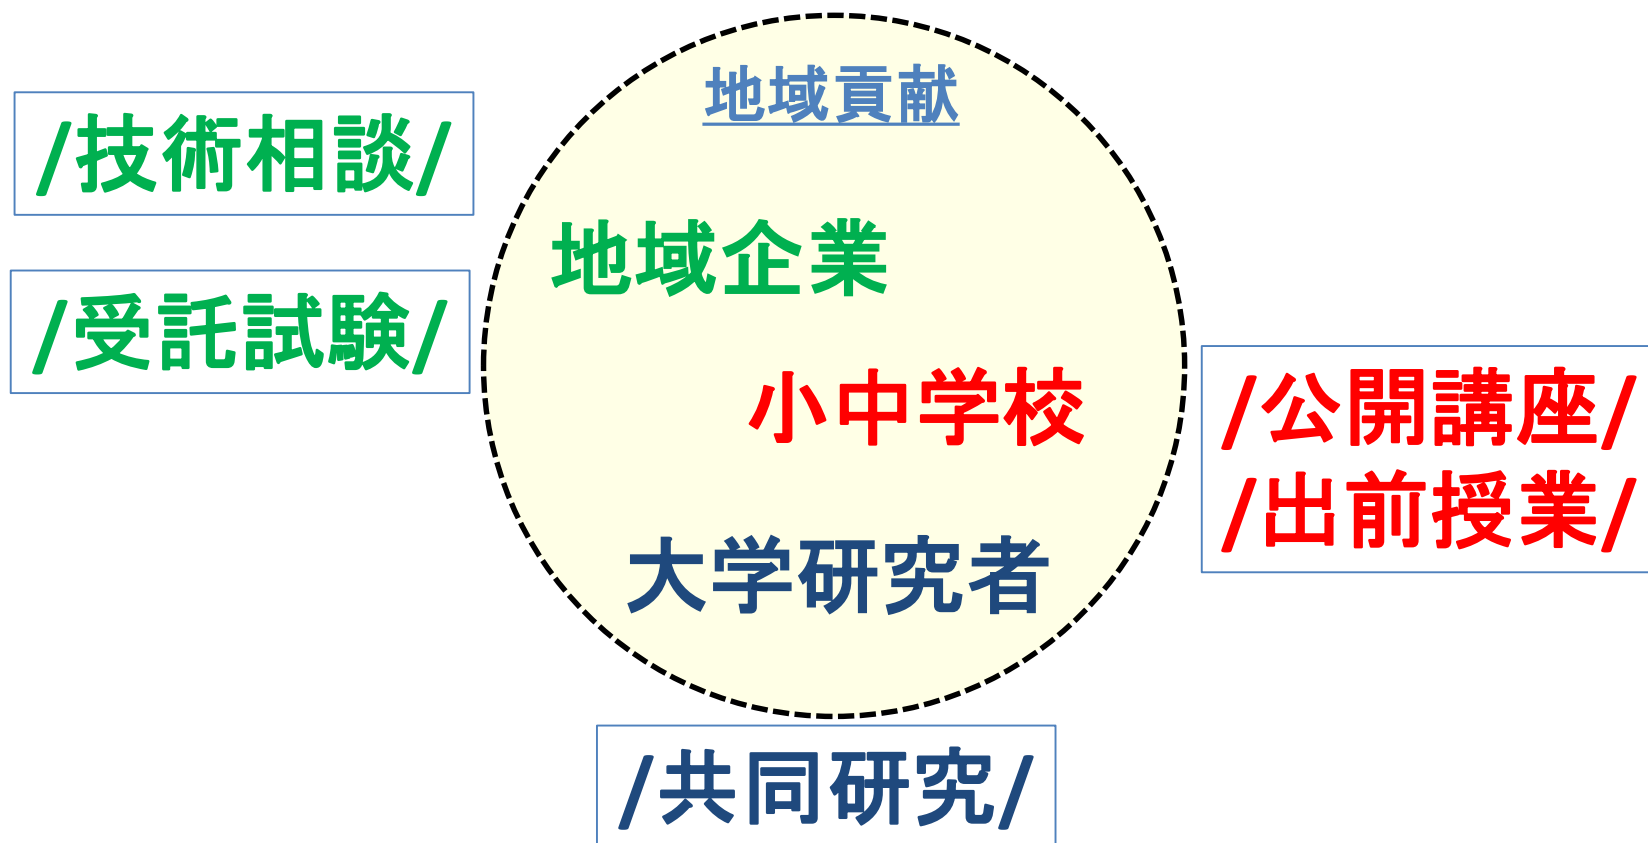 地域貢献
/技術相談/
地域企業
/受託試験/
小中学校
/公開講座/
/出前授業/
大学研究者
/共同研究/